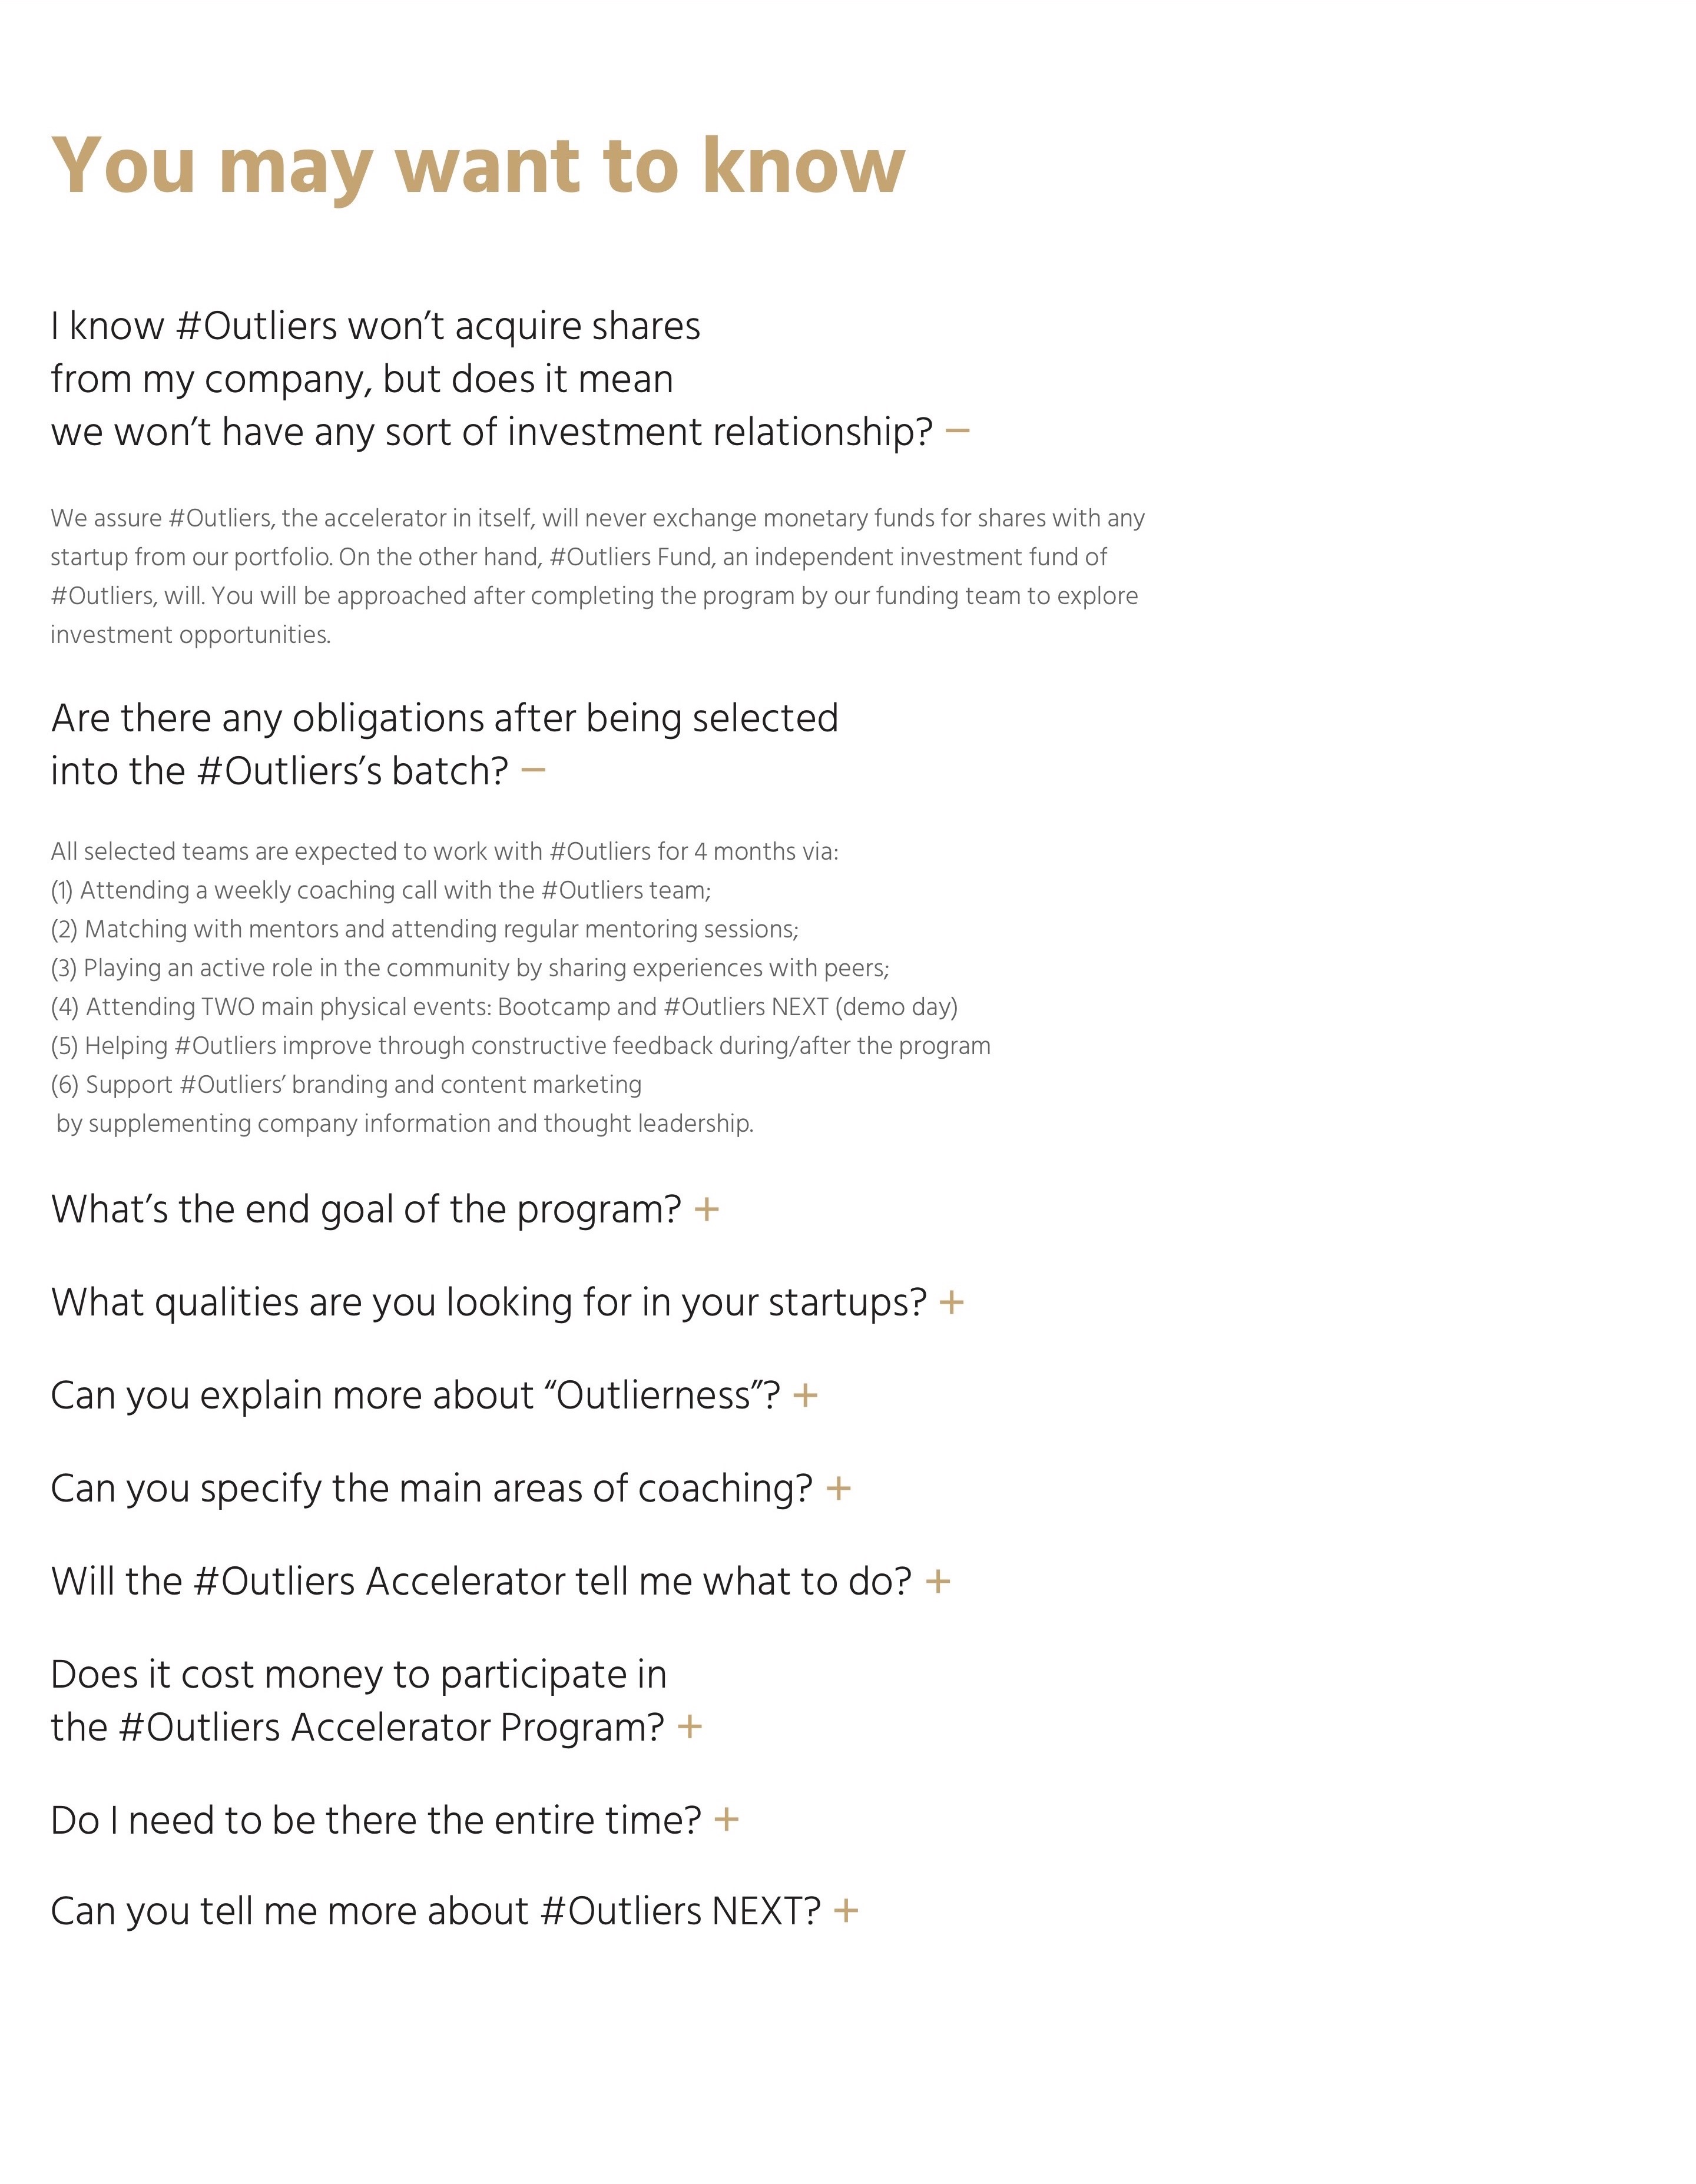 You may want to know
I know #Outliers won’t acquire shares
from my company, but does it mean
we won’t have any sort of investment relationship? −
We assure #Outliers, the accelerator in itself, will never exchange monetary funds for shares with any
startup from our portfolio. On the other hand, #Outliers Fund, an independent investment fund of
#Outliers, will. You will be approached after completing the program by our funding team to explore
investment opportunities.
Are there any obligations after being selected
into the #Outliers’s batch? −
All selected teams are expected to work with #Outliers for 4 months via:
(1) Attending a weekly coaching call with the #Outliers team;
(2) Matching with mentors and attending regular mentoring sessions;
(3) Playing an active role in the community by sharing experiences with peers;
(4) Attending TWO main physical events: Bootcamp and #Outliers NEXT (demo day)
(5) Helping #Outliers improve through constructive feedback during/after the program
(6) Support #Outliers’ branding and content marketing
by supplementing company information and thought leadership.
What’s the end goal of the program? +
What qualities are you looking for in your startups? +
Can you explain more about “Outlierness”? +
Can you specify the main areas of coaching? +
Will the #Outliers Accelerator tell me what to do? +
Does it cost money to participate in
the #Outliers Accelerator Program? +
Do I need to be there the entire time? +
Can you tell me more about #Outliers NEXT? +